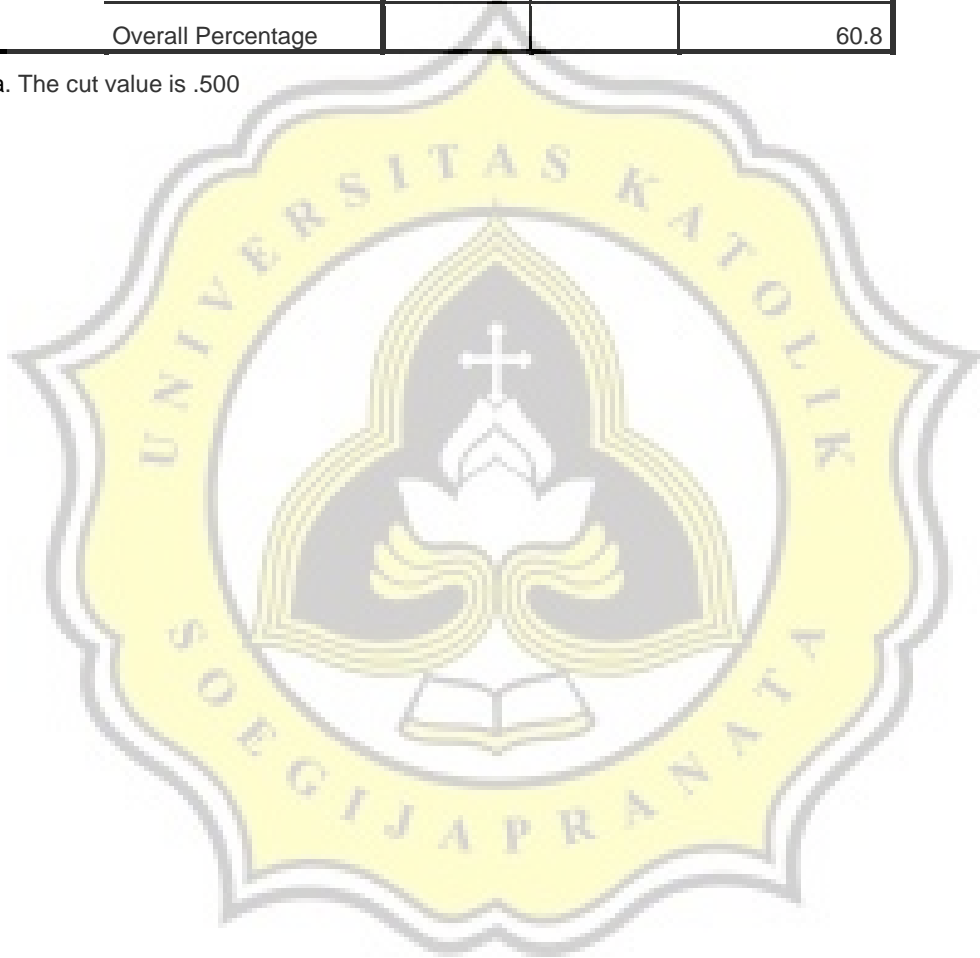 Overall Percentage 60.8
a. The cut value is .500
UNIVERSITAS KATOLIK
SOEGIJAPRANATA